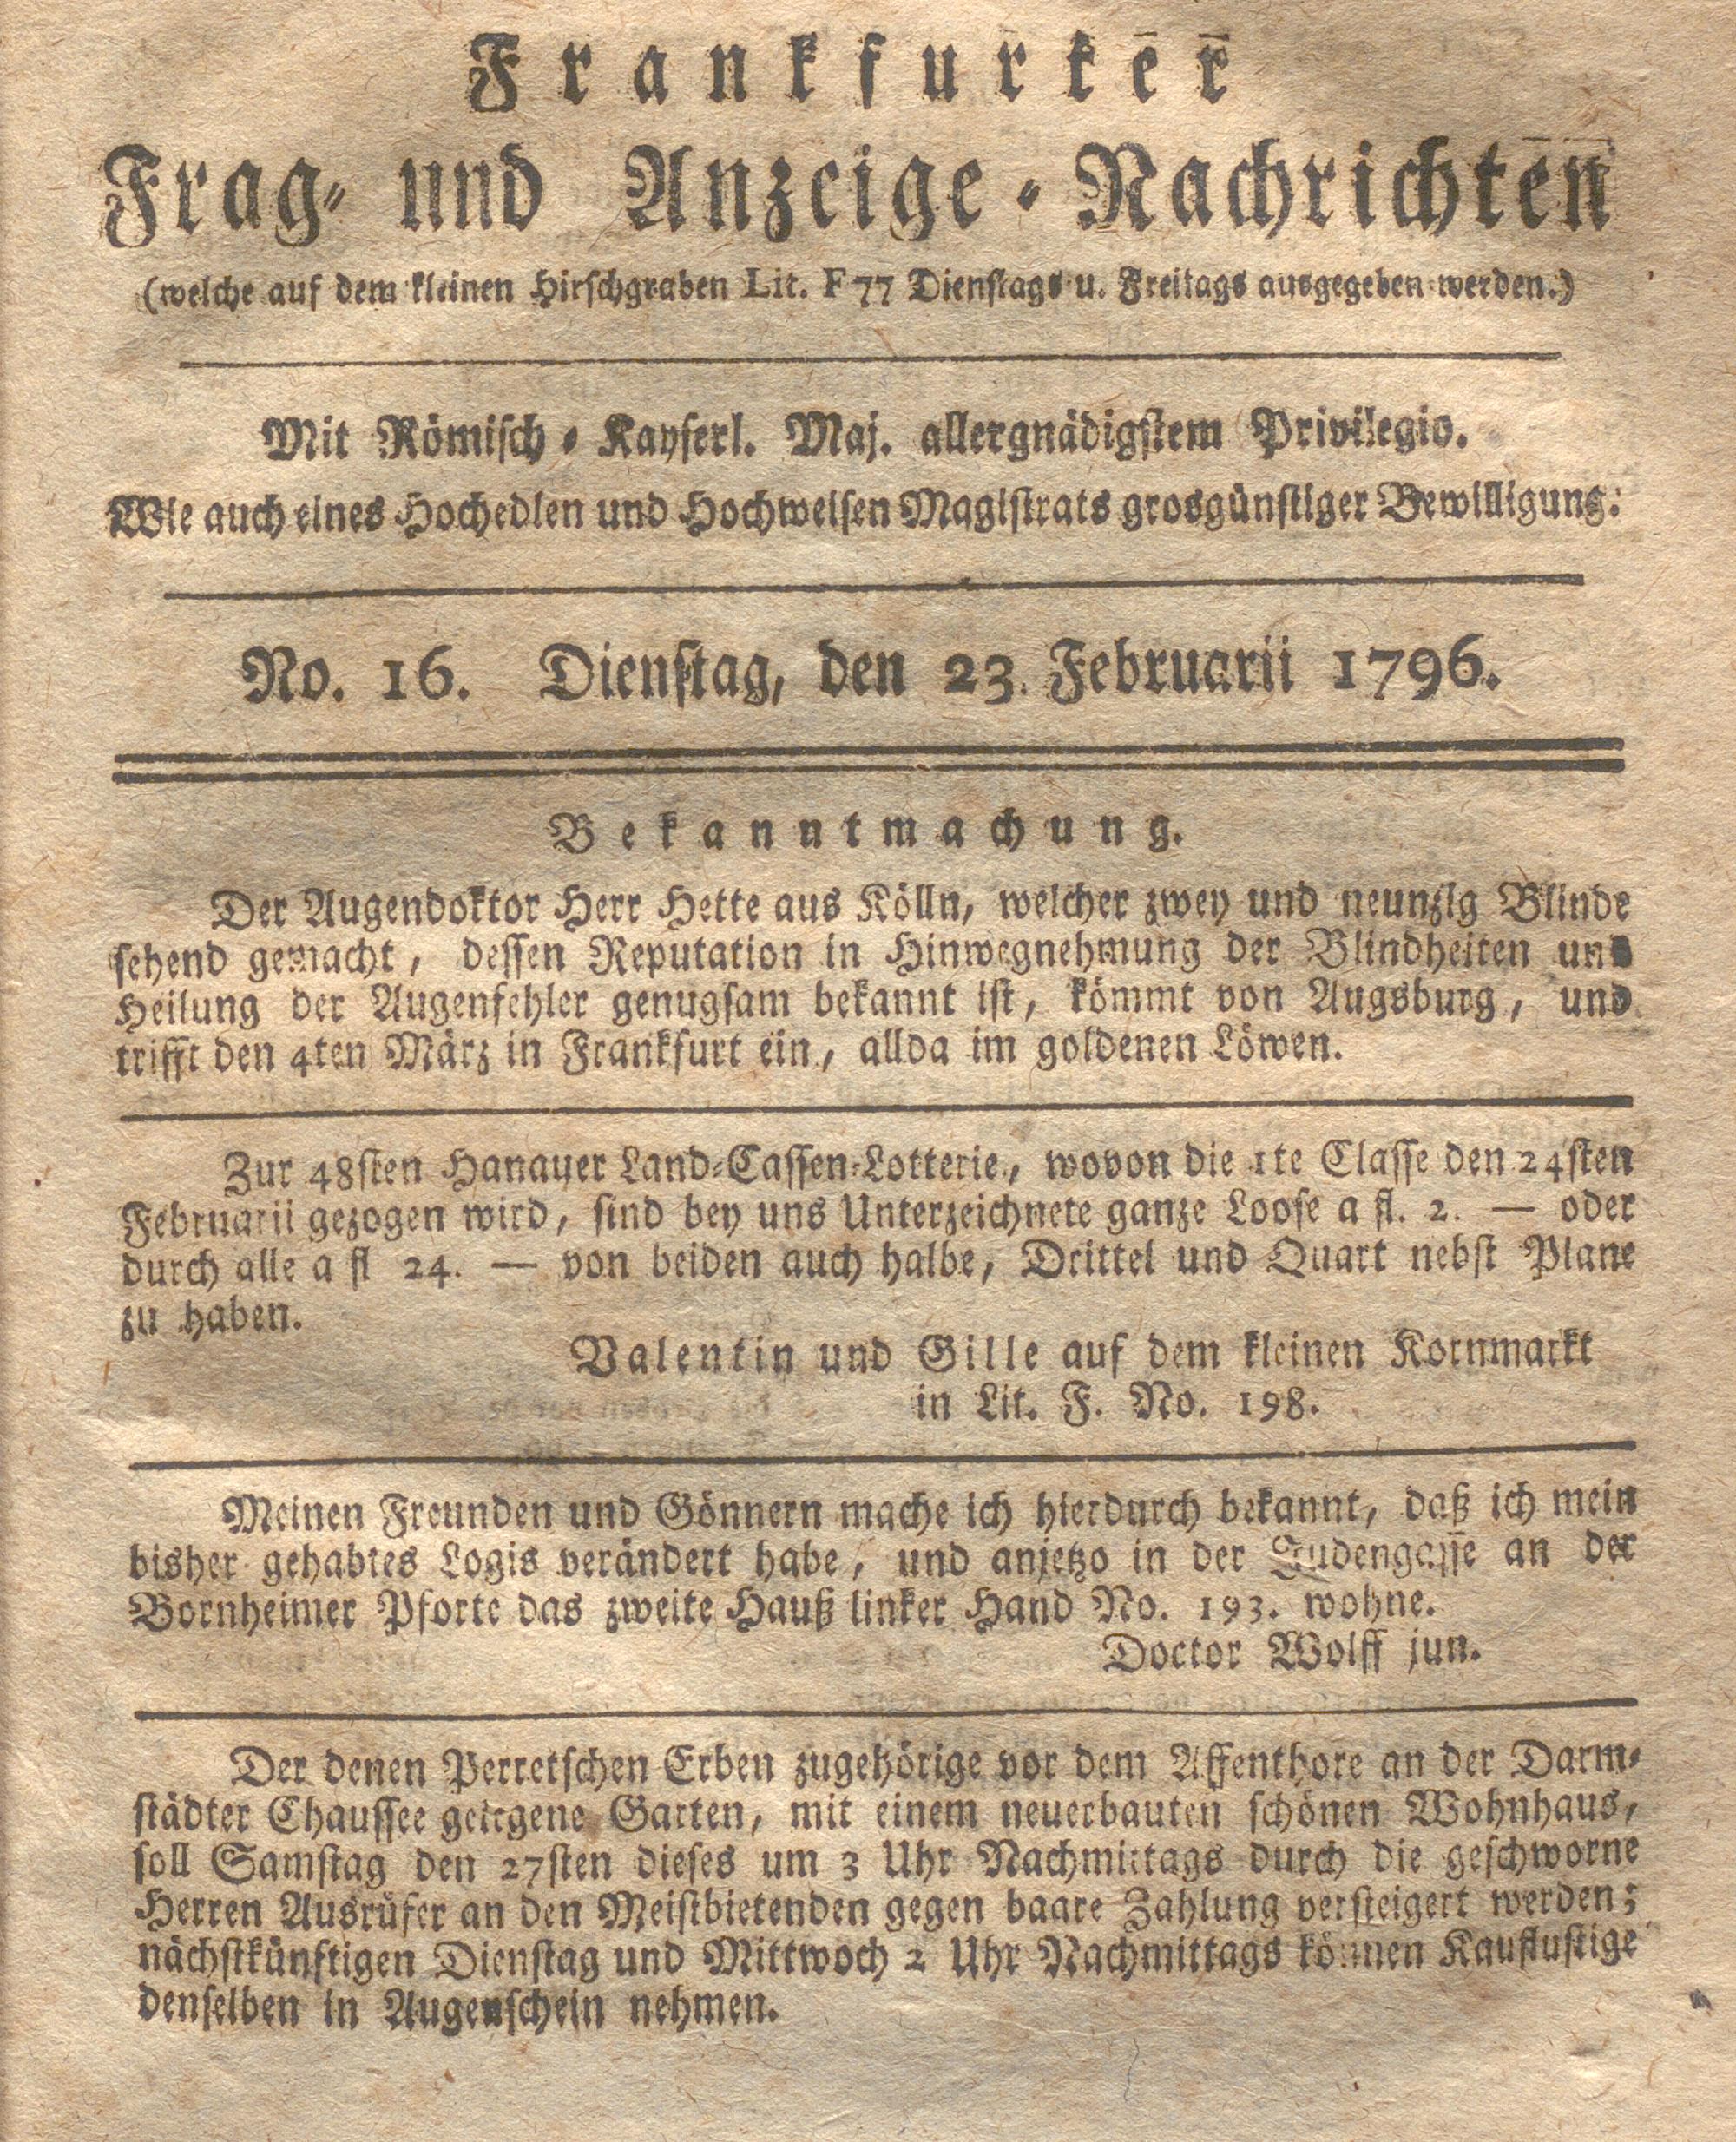 Frankfurter
Frag- und Anzeige-Nachrichten
(welche auf dem kleinen Hirschgraben Lit. F 77 Dienstags u. Freitags ausgegeben werden.)
Mit Römisch-Kayserl. Maj. allergnädigstem Privilegio.
Wie auch eines Hochedlen und Hochweisen Magistrats grosgünstiger Bewilligung.
No. 16. Dienstag, den 23. Februarii 1796.
Bekanntmachung.
Der Augendoktor Herr Hette aus Kölln, welcher zwey und neunzig Blinde
sehend gemacht, dessen Reputation in Hinwegnehmung der Blindheiten und
Heilung der Augenfehler genugsam bekannt ist, kömmt von Augsburg, und
trifft den 4ten März in Frankfurt ein, allda im goldenen Löwen.
Zur 48sten Hanauer Land-Cassen-Lotterie, wovon die 1te Classe den 24sten
Februarii gezogen wird, sind bey uns Unterzeichnete ganze Loose a fl. 2. — oder
durch alle a fl 24. — von beiden auch halbe, Drittel und Quart nebst Plane
zu haben.
Valentin und Gille auf dem kleinen Kornmarkt
in Lit. F. No. 198.
Meinen Freunden und Gönnern mache ich hierdurch bekannt, daß ich mein
bisher gehabtes Logis verändert habe, und anjetzo in der Judengasse an der
Bornheimer Pforte das zweite Hauß linker Hand No. 193. wohne.
Doctor Wolff jun.
Der denen Perretschen Erben zugehörige vor dem Affenthore an der Darm-
städter Chaussee gelegene Garten, mit einem neuerbauten schönen Wohnhaus,
soll Samstag den 27sten dieses um 3 Uhr Nachmittags durch die geschworne
Herren Ausrüfer an den Meistbietenden gegen baare Zahlung versteigert werden;
nächstkünftigen Dienstag und Mittwoch 2 Uhr Nachmittags können Kauflustige
denselben in Augenschein nehmen.